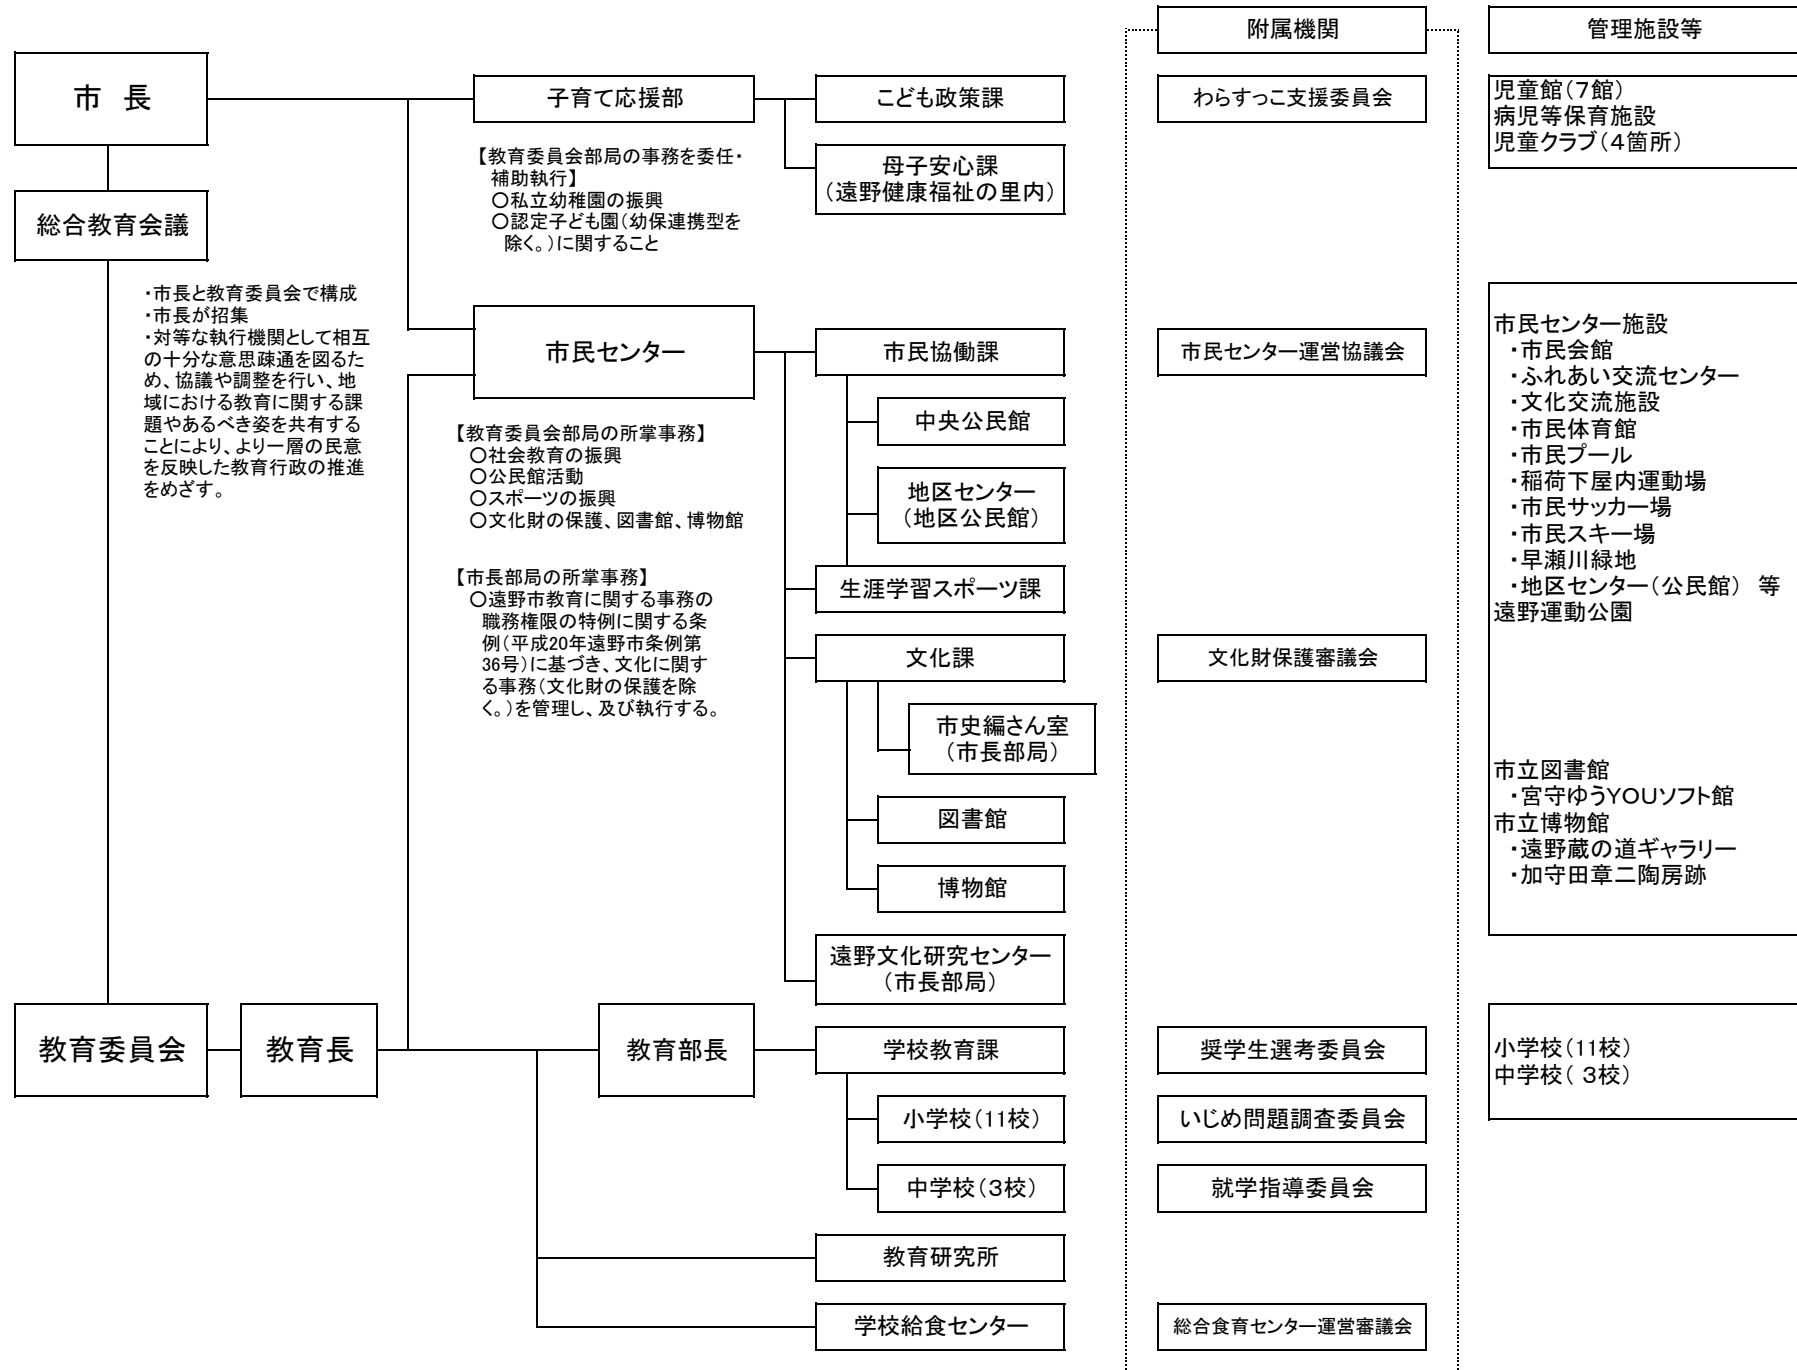 附属機関
管理施設等
市　長
子育て応援部
こども政策課
わらすっこ支援委員会
児童館(7館)
病児等保育施設
児童クラブ(4箇所)
【教育委員会部局の事務を委任・
補助執行】
○私立幼稚園の振興
○認定子ども園(幼保連携型を
除く。)に関すること
母子安心課
(遠野健康福祉の里内)
総合教育会議
・市長と教育委員会で構成
・市長が招集
・対等な執行機関として相互
の十分な意思疎通を図るた
め、協議や調整を行い、地
域における教育に関する課
題やあるべき姿を共有する
ことにより、より一層の民意
を反映した教育行政の推進
をめざす。
市民センター
市民協働課
市民センター運営協議会
市民センター施設
・市民会館
・ふれあい交流センター
・文化交流施設
・市民体育館
・市民プール
・稲荷下屋内運動場
・市民サッカー場
・市民スキー場
・早瀬川緑地
・地区センター(公民館)　等
遠野運動公園
中央公民館
【教育委員会部局の所掌事務】
○社会教育の振興
○公民館活動
○スポーツの振興
○文化財の保護、図書館、博物館
地区センター
(地区公民館)
【市長部局の所掌事務】
○遠野市教育に関する事務の
職務権限の特例に関する条
例(平成20年遠野市条例第
36号)に基づき、文化に関す
る事務(文化財の保護を除
く。)を管理し、及び執行する。
生涯学習スポーツ課
文化課
文化財保護審議会
市史編さん室
(市長部局)
市立図書館
・宮守ゆうYOUソフト館
市立博物館
・遠野蔵の道ギャラリー
・加守田章二陶房跡
図書館
博物館
遠野文化研究センター
(市長部局)
教育委員会
教育長
教育部長
学校教育課
奨学生選考委員会
小学校(11校)
中学校( 3校)
小学校(11校)
いじめ問題調査委員会
中学校(3校)
就学指導委員会
教育研究所
学校給食センター
総合食育センター運営審議会